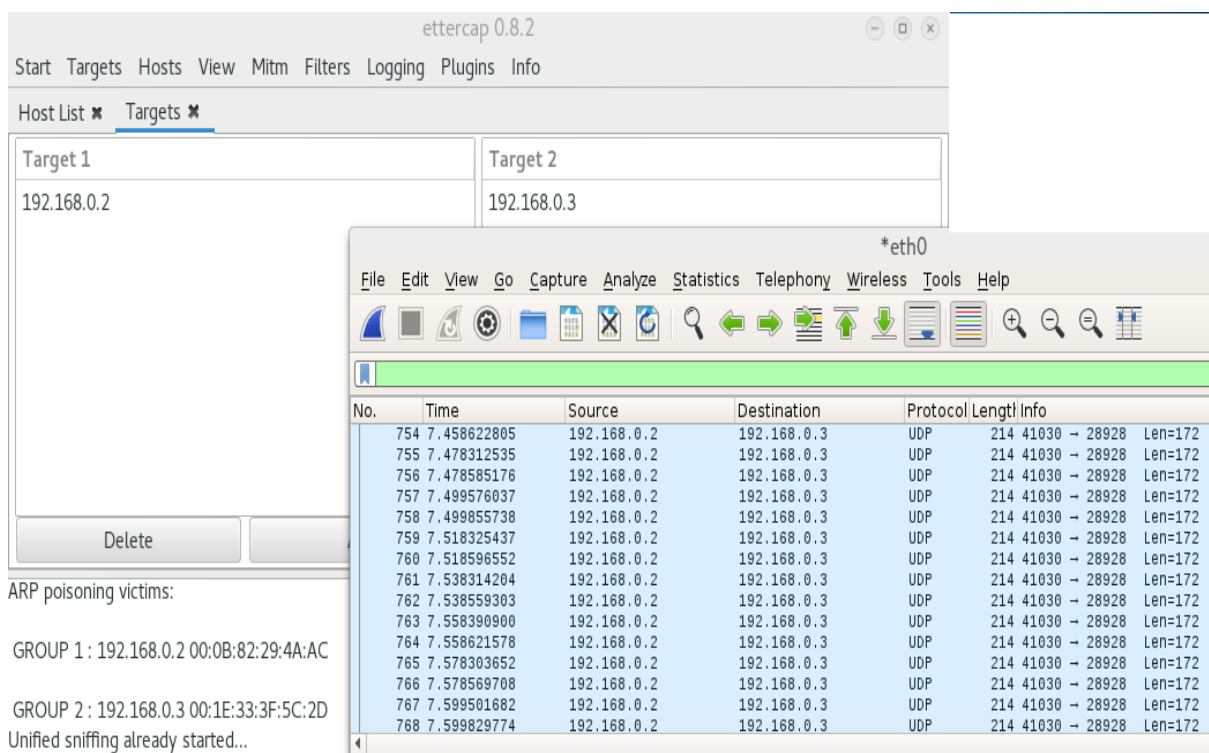 ettercap 0.8.2
Start Targets Hosts View Mitm Filters Logging Plugins Info
Host List Targets
Target 1 Target 2
192.168.0.2 192.168.0.3
Delete
ARP poisoning victims:
GROUP 1 : 192.168.0.2 00:0B:82:29:4A:AC
GROUP 2 : 192.168.0.3 00:1E:33:3F:5C:2D
Unified sniffing already started...
*eth0
File Edit View Go Capture Analyze Statistics Telephony Wireless Tools Help
No. Time Source Destination Protocol Lengtl Info
754 7.458622805 192.168.0.2 192.168.0.3 UDP 214 41030 → 28928 Len=172
755 7.478312535 192.168.0.2 192.168.0.3 UDP 214 41030 → 28928 Len=172
756 7.478585176 192.168.0.2 192.168.0.3 UDP 214 41030 → 28928 Len=172
757 7.499576037 192.168.0.2 192.168.0.3 UDP 214 41030 → 28928 Len=172
758 7.499855738 192.168.0.2 192.168.0.3 UDP 214 41030 → 28928 Len=172
759 7.518325437 192.168.0.2 192.168.0.3 UDP 214 41030 → 28928 Len=172
760 7.518596552 192.168.0.2 192.168.0.3 UDP 214 41030 → 28928 Len=172
761 7.538314204 192.168.0.2 192.168.0.3 UDP 214 41030 → 28928 Len=172
762 7.538559303 192.168.0.2 192.168.0.3 UDP 214 41030 → 28928 Len=172
763 7.558390900 192.168.0.2 192.168.0.3 UDP 214 41030 → 28928 Len=172
764 7.558621578 192.168.0.2 192.168.0.3 UDP 214 41030 → 28928 Len=172
765 7.578303652 192.168.0.2 192.168.0.3 UDP 214 41030 → 28928 Len=172
766 7.578569708 192.168.0.2 192.168.0.3 UDP 214 41030 → 28928 Len=172
767 7.599501682 192.168.0.2 192.168.0.3 UDP 214 41030 → 28928 Len=172
768 7.599829774 192.168.0.2 192.168.0.3 UDP 214 41030 → 28928 Len=172